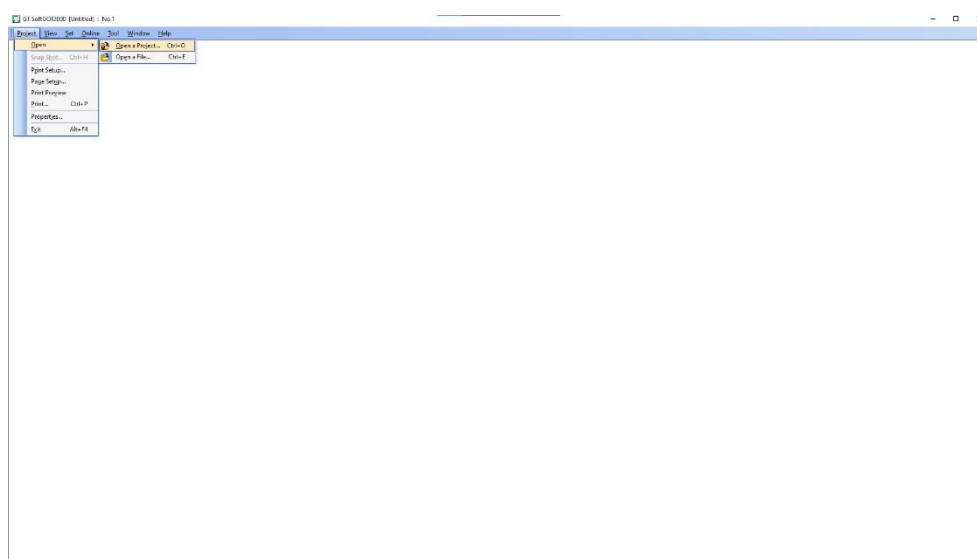 GT SoftGOT2000 [Untitled] : No.1
Project View Set Online Tool Window Help
Open
Open a Project... Ctrl+O
Snap Shot... Ctrl+H
Open a File... Ctrl+E
Print Setup...
Page Setup...
Print Preview
Print... Ctrl+P
Properties...
Exit Alt+F4